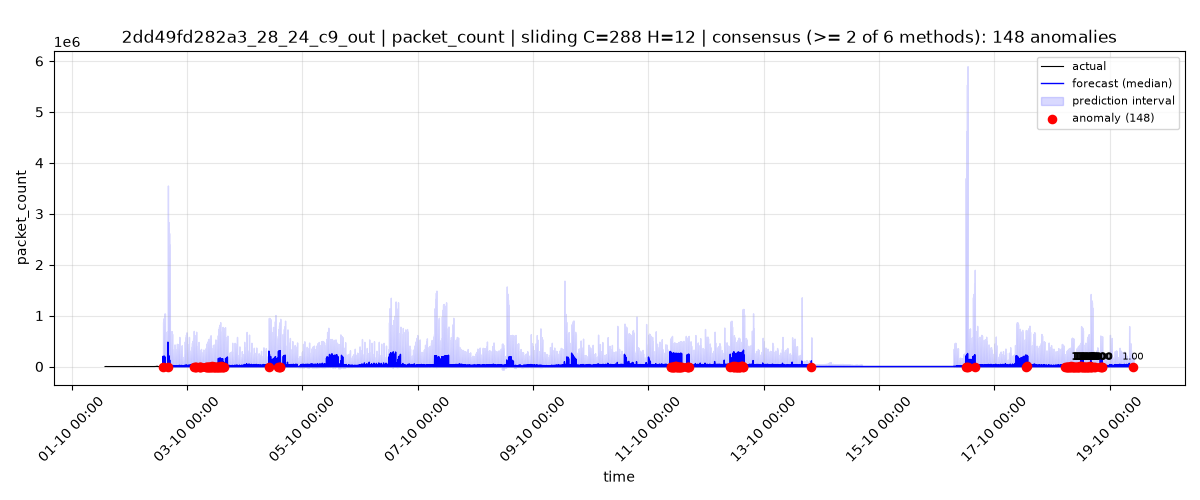 2dd49fd282a3_28_24_c9_out | packet_count | sliding C=288 H=12 | consensus (>= 2 of 6 methods): 148 anomalies
1e6
6
5
4
3
2
1
0
packet_count
actual
forecast (median)
prediction interval
anomaly (148)
1.00
01-10 00:00
03-10 00:00
05-10 00:00
07-10 00:00
09-10 00:00
11-10 00:00
13-10 00:00
15-10 00:00
17-10 00:00
19-10 00:00
time